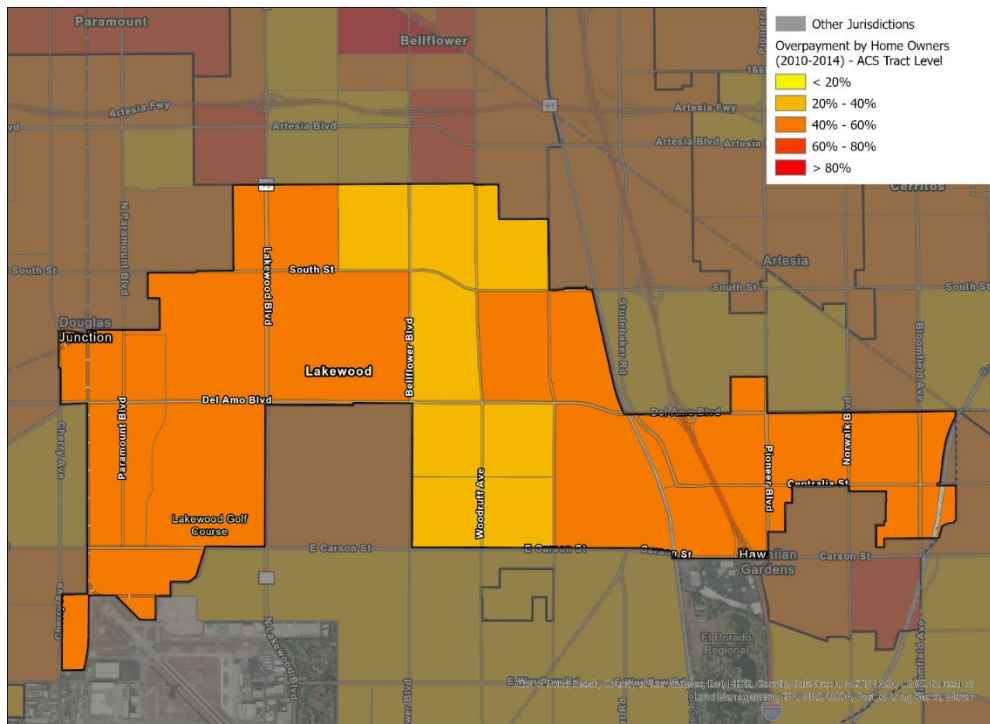 Other Jurisdictions
Overpayment by Home Owners
(2010-2014) - ACS Tract Level
< 20%
20% - 40%
40% - 60%
60% - 80%
> 80%
Paramount
Bellflower
Artesia Fwy
91
Artesia Fwy
Artesia Blvd
Artesia Blvd
Cerritos
N Paramount Blvd
South St
South St
Lakewood Blvd
Artesia
South St
South St
Douglas
Junction
Studebaker Rd
Bellflower Blvd
Bloomfield Ave
Lakewood
Del Amo Blvd
Del Amo Blvd
Cherry Ave
Paramount Blvd
Woodruff Ave
Pioneer Blvd
Norwalk Blvd
Centralia St
Lakewood Golf
Course
E Carson St
E Carson St
Carson St
Hawaiian
Gardens
Carson St
Cherry Ave
N Lakewood Blvd
El Dorado
Regional